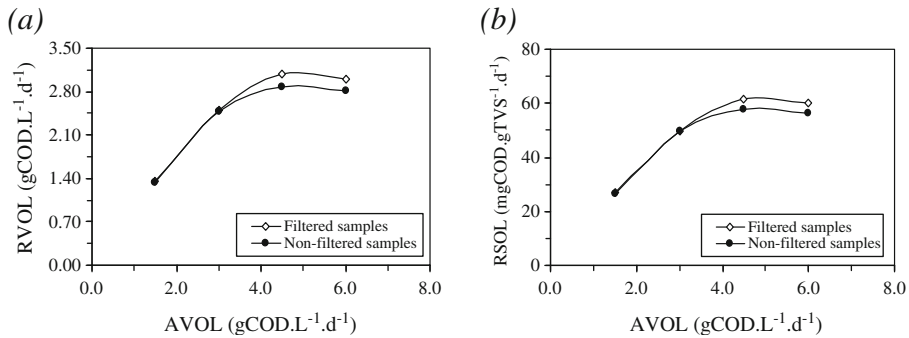 (a)
RVOL (gCOD.L⁻¹.d⁻¹)
3.50
2.80
2.10
1.40
0.70
0.00
0.0 2.0 4.0 6.0 8.0
AVOL (gCOD.L⁻¹.d⁻¹)
Filtered samples
Non-filtered samples
(b)
RSOL (mgCOD.gTVS⁻¹.d⁻¹)
80
60
40
20
0
0.0 2.0 4.0 6.0 8.0
AVOL (gCOD.L⁻¹.d⁻¹)
Filtered samples
Non-filtered samples